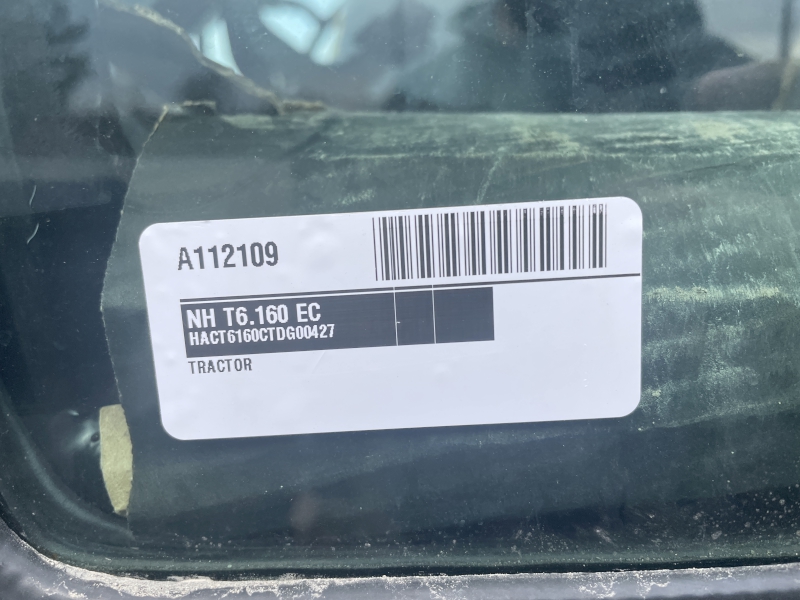 A112109
NH T6.160 EC
HACT6160CTDG00427
TRACTOR